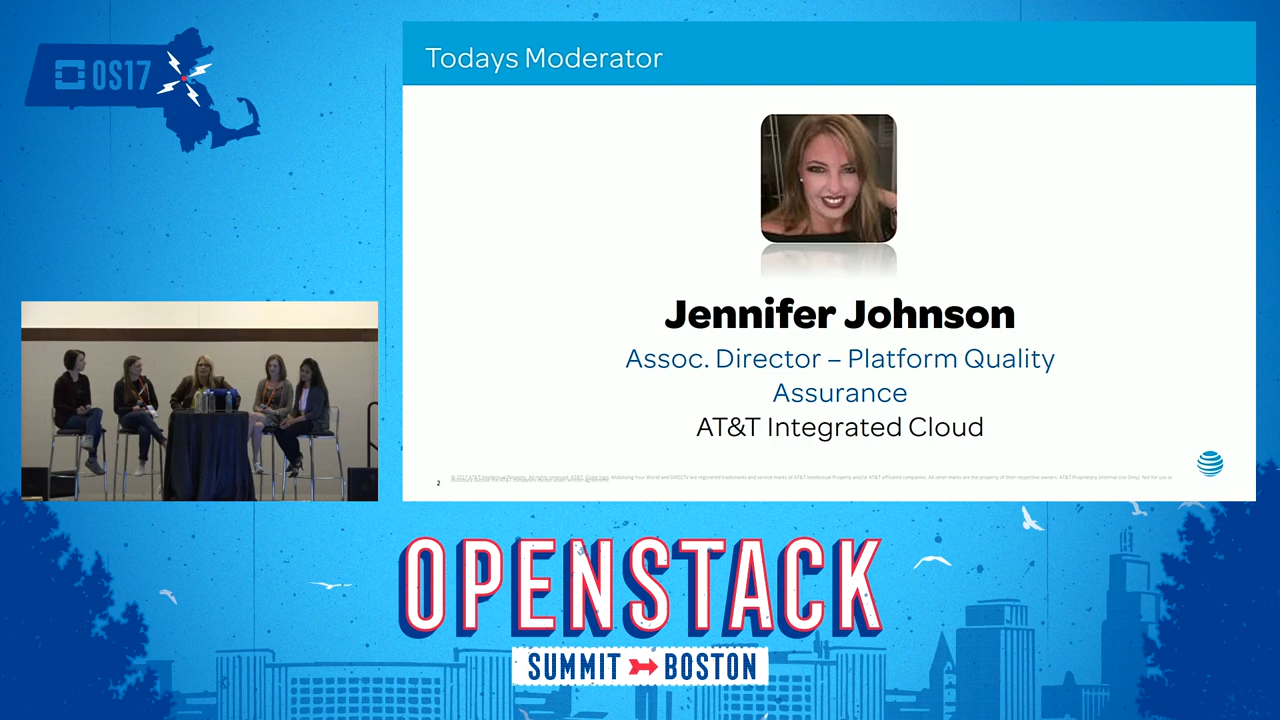 OS17
Todays Moderator
Jennifer Johnson
Assoc. Director – Platform Quality
Assurance
AT&T Integrated Cloud
2
OPENSTACK
SUMMIT BOSTON